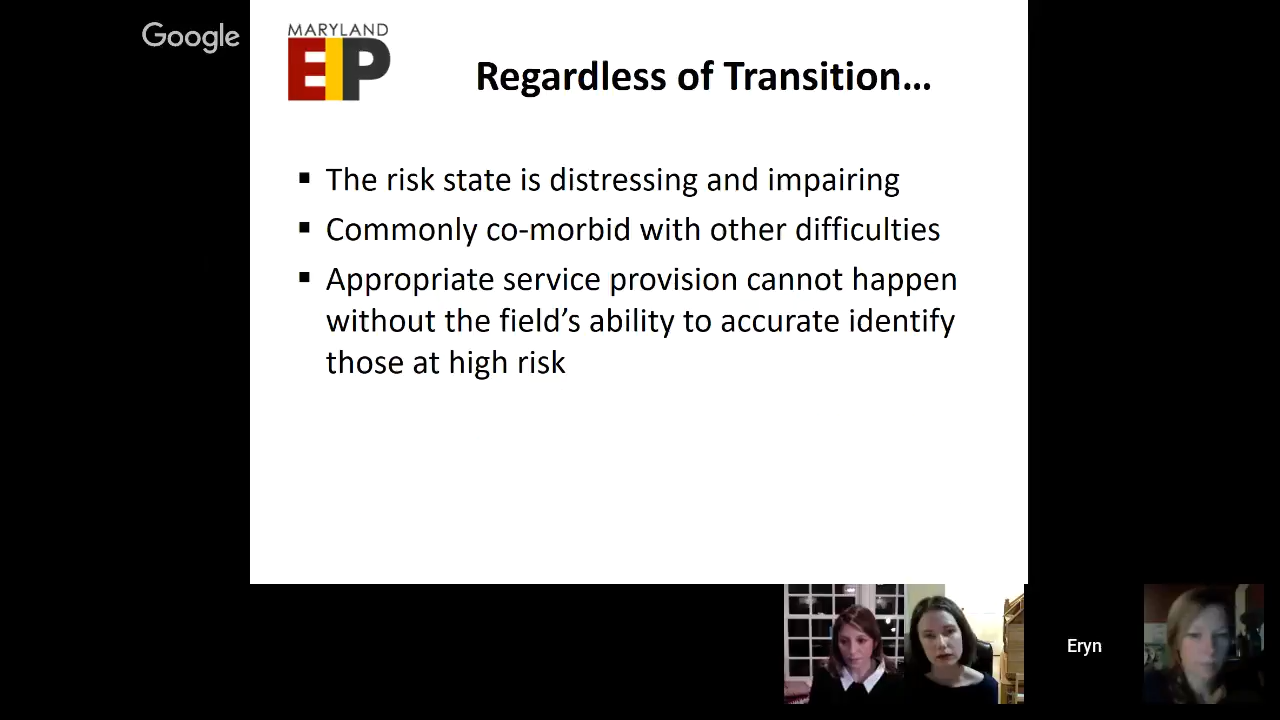 Google
MARYLAND
EIP
Regardless of Transition…
▪ The risk state is distressing and impairing
▪ Commonly co-morbid with other difficulties
▪ Appropriate service provision cannot happen
without the field’s ability to accurate identify
those at high risk
Eryn